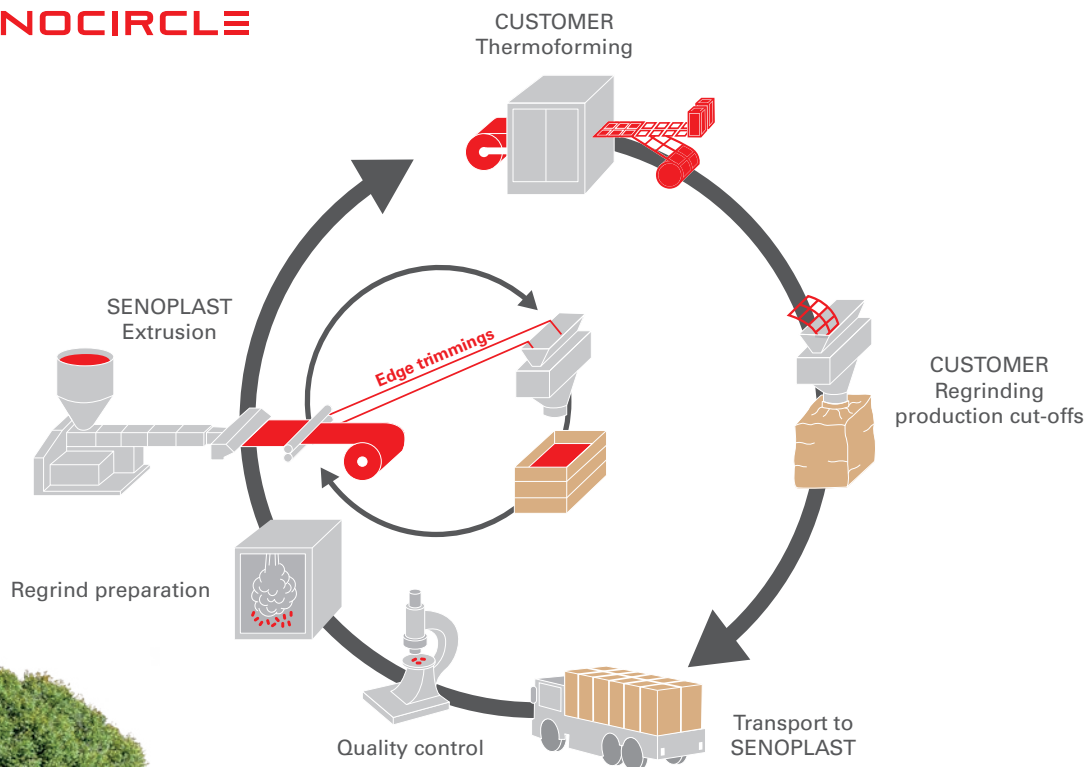 NOCIRCLE
CUSTOMER
Thermoforming
SENOPLAST
Extrusion
Edge trimmings
CUSTOMER
Regrinding
production cut-offs
Regrind preparation
Quality control
Transport to
SENOPLAST